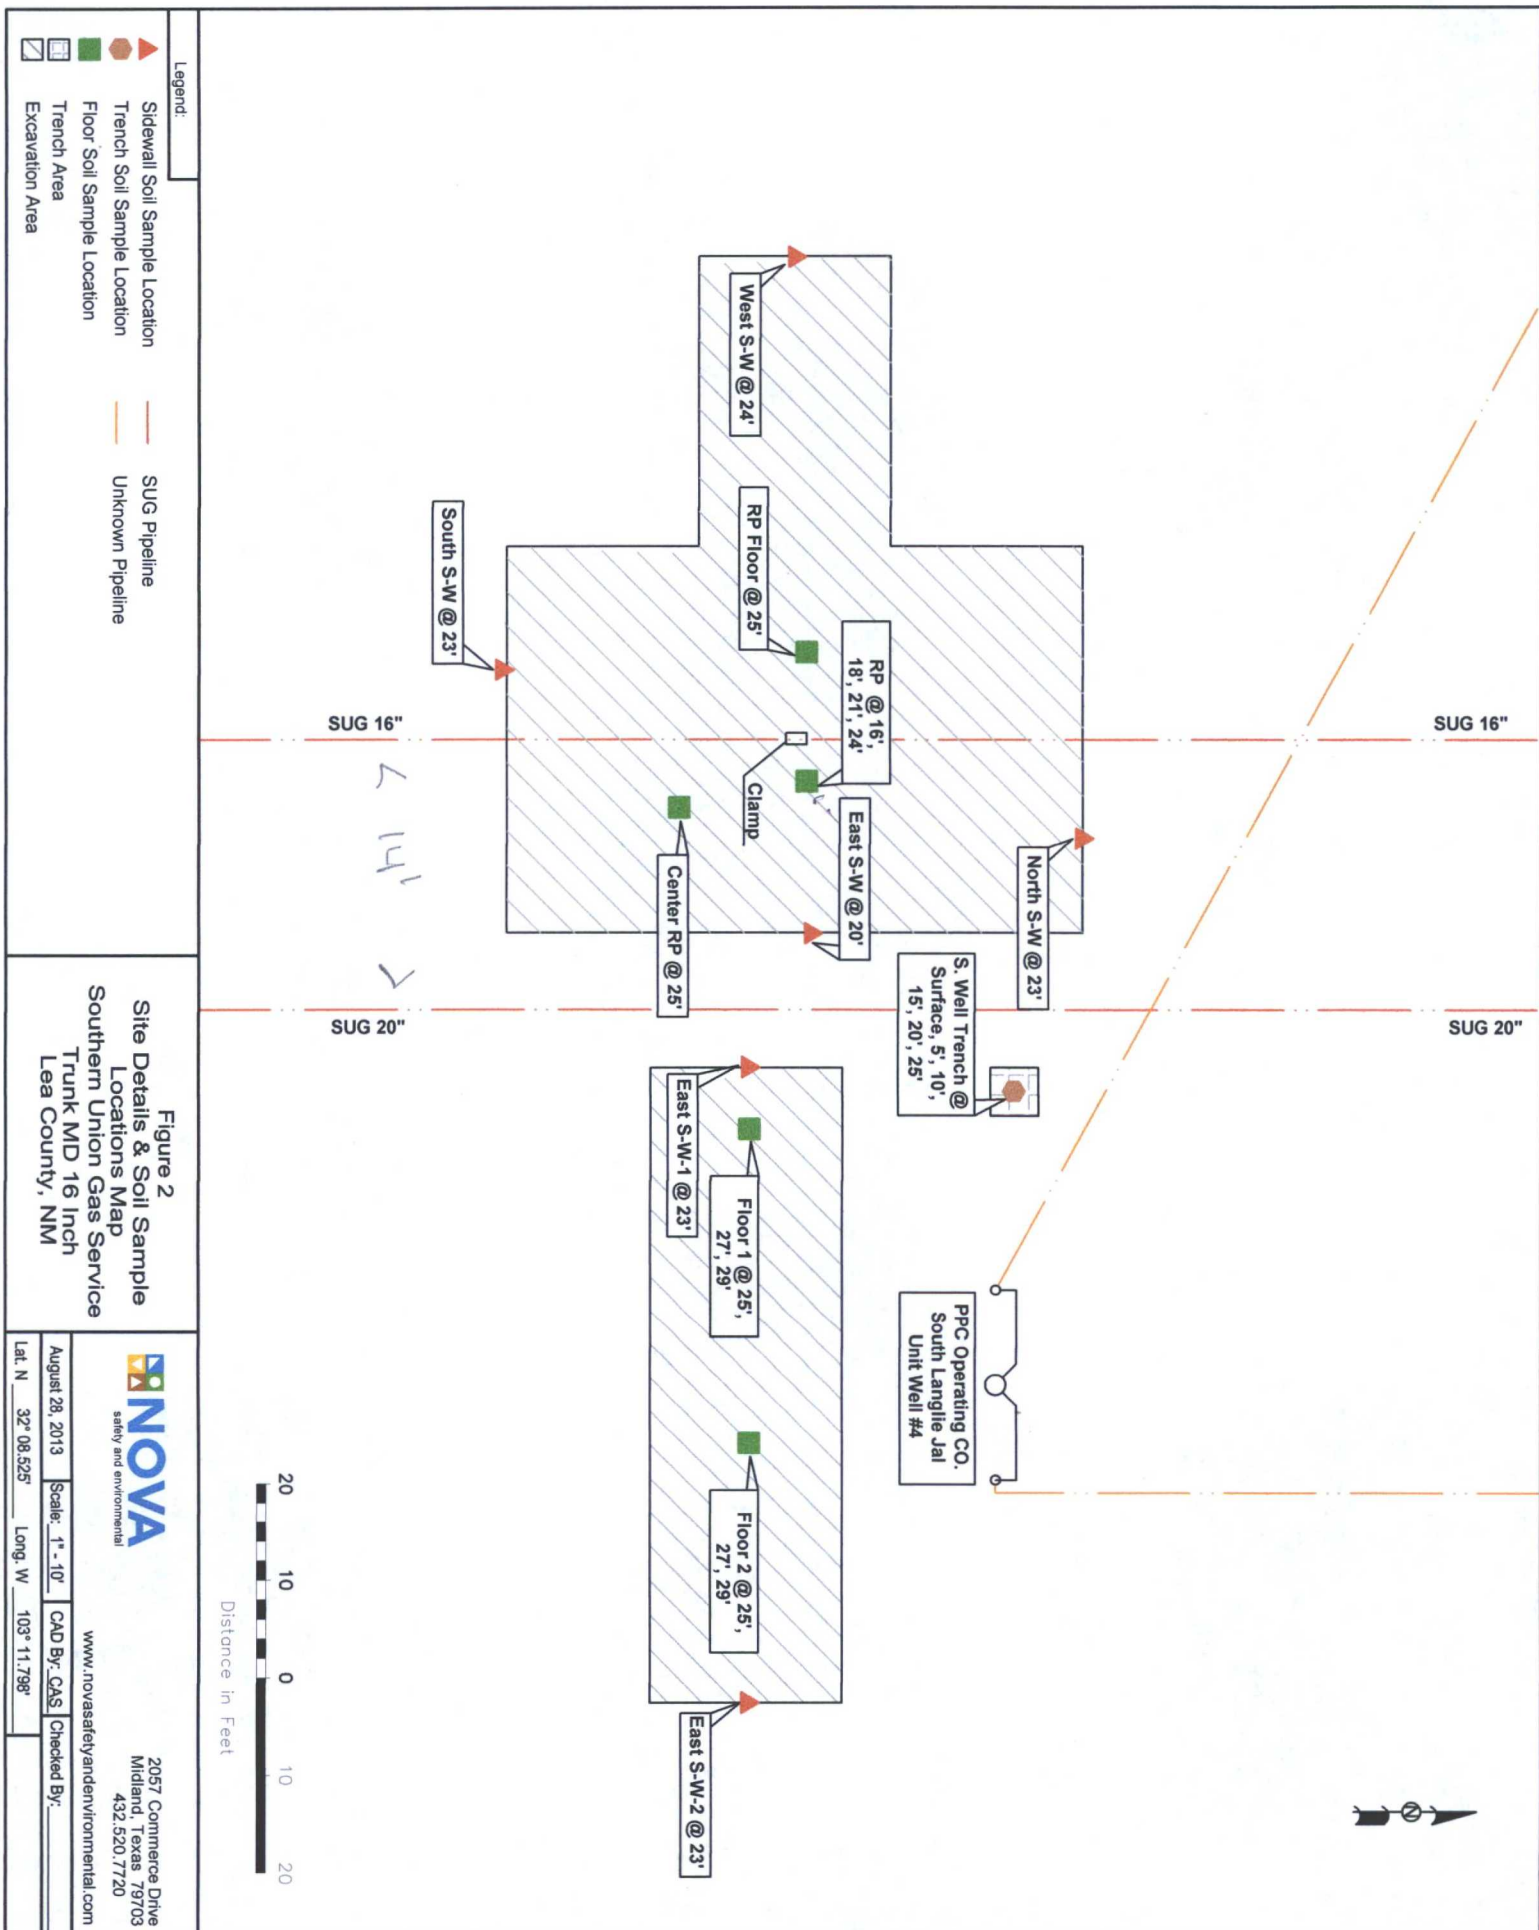 SUG 16"
SUG 20"
North S-W @ 23'
S. Well Trench @
Surface, 5', 10',
15', 20', 25'
PPC Operating CO.
South Langlie Jal
Unit Well #4
RP @ 16',
18', 21', 24'
East S-W @ 20'
West S-W @ 24'
RP Floor @ 25'
Clamp
Center RP @ 25'
East S-W-1 @ 23'
Floor 1 @ 25',
27', 29'
Floor 2 @ 25',
27', 29'
East S-W-2 @ 23'
South S-W @ 23'
SUG 16"
14'
SUG 20"
N
20 10 0 10 20
Distance in Feet
Legend:
Sidewall Soil Sample Location
Trench Soil Sample Location
Floor Soil Sample Location
Trench Area
Excavation Area
SUG Pipeline
Unknown Pipeline
Figure 2
Site Details & Soil Sample
Locations Map
Southern Union Gas Service
Trunk MD 16 Inch
Lea County, NM
NOVA
safety and environmental
2057 Commerce Drive
Midland, Texas 79703
432.520.7720
www.novasafetyandenvironmental.com
August 28, 2013 Scale: 1" - 10' CAD By: CAS Checked By:
Lat. N 32° 08.525' Long. W 103° 11.798'